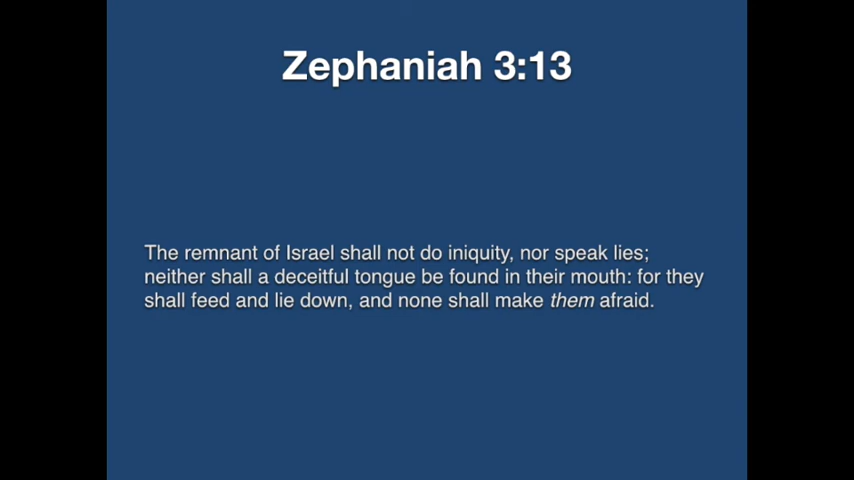 Zephaniah 3:13
The remnant of Israel shall not do iniquity, nor speak lies;
neither shall a deceitful tongue be found in their mouth: for they
shall feed and lie down, and none shall make them afraid.